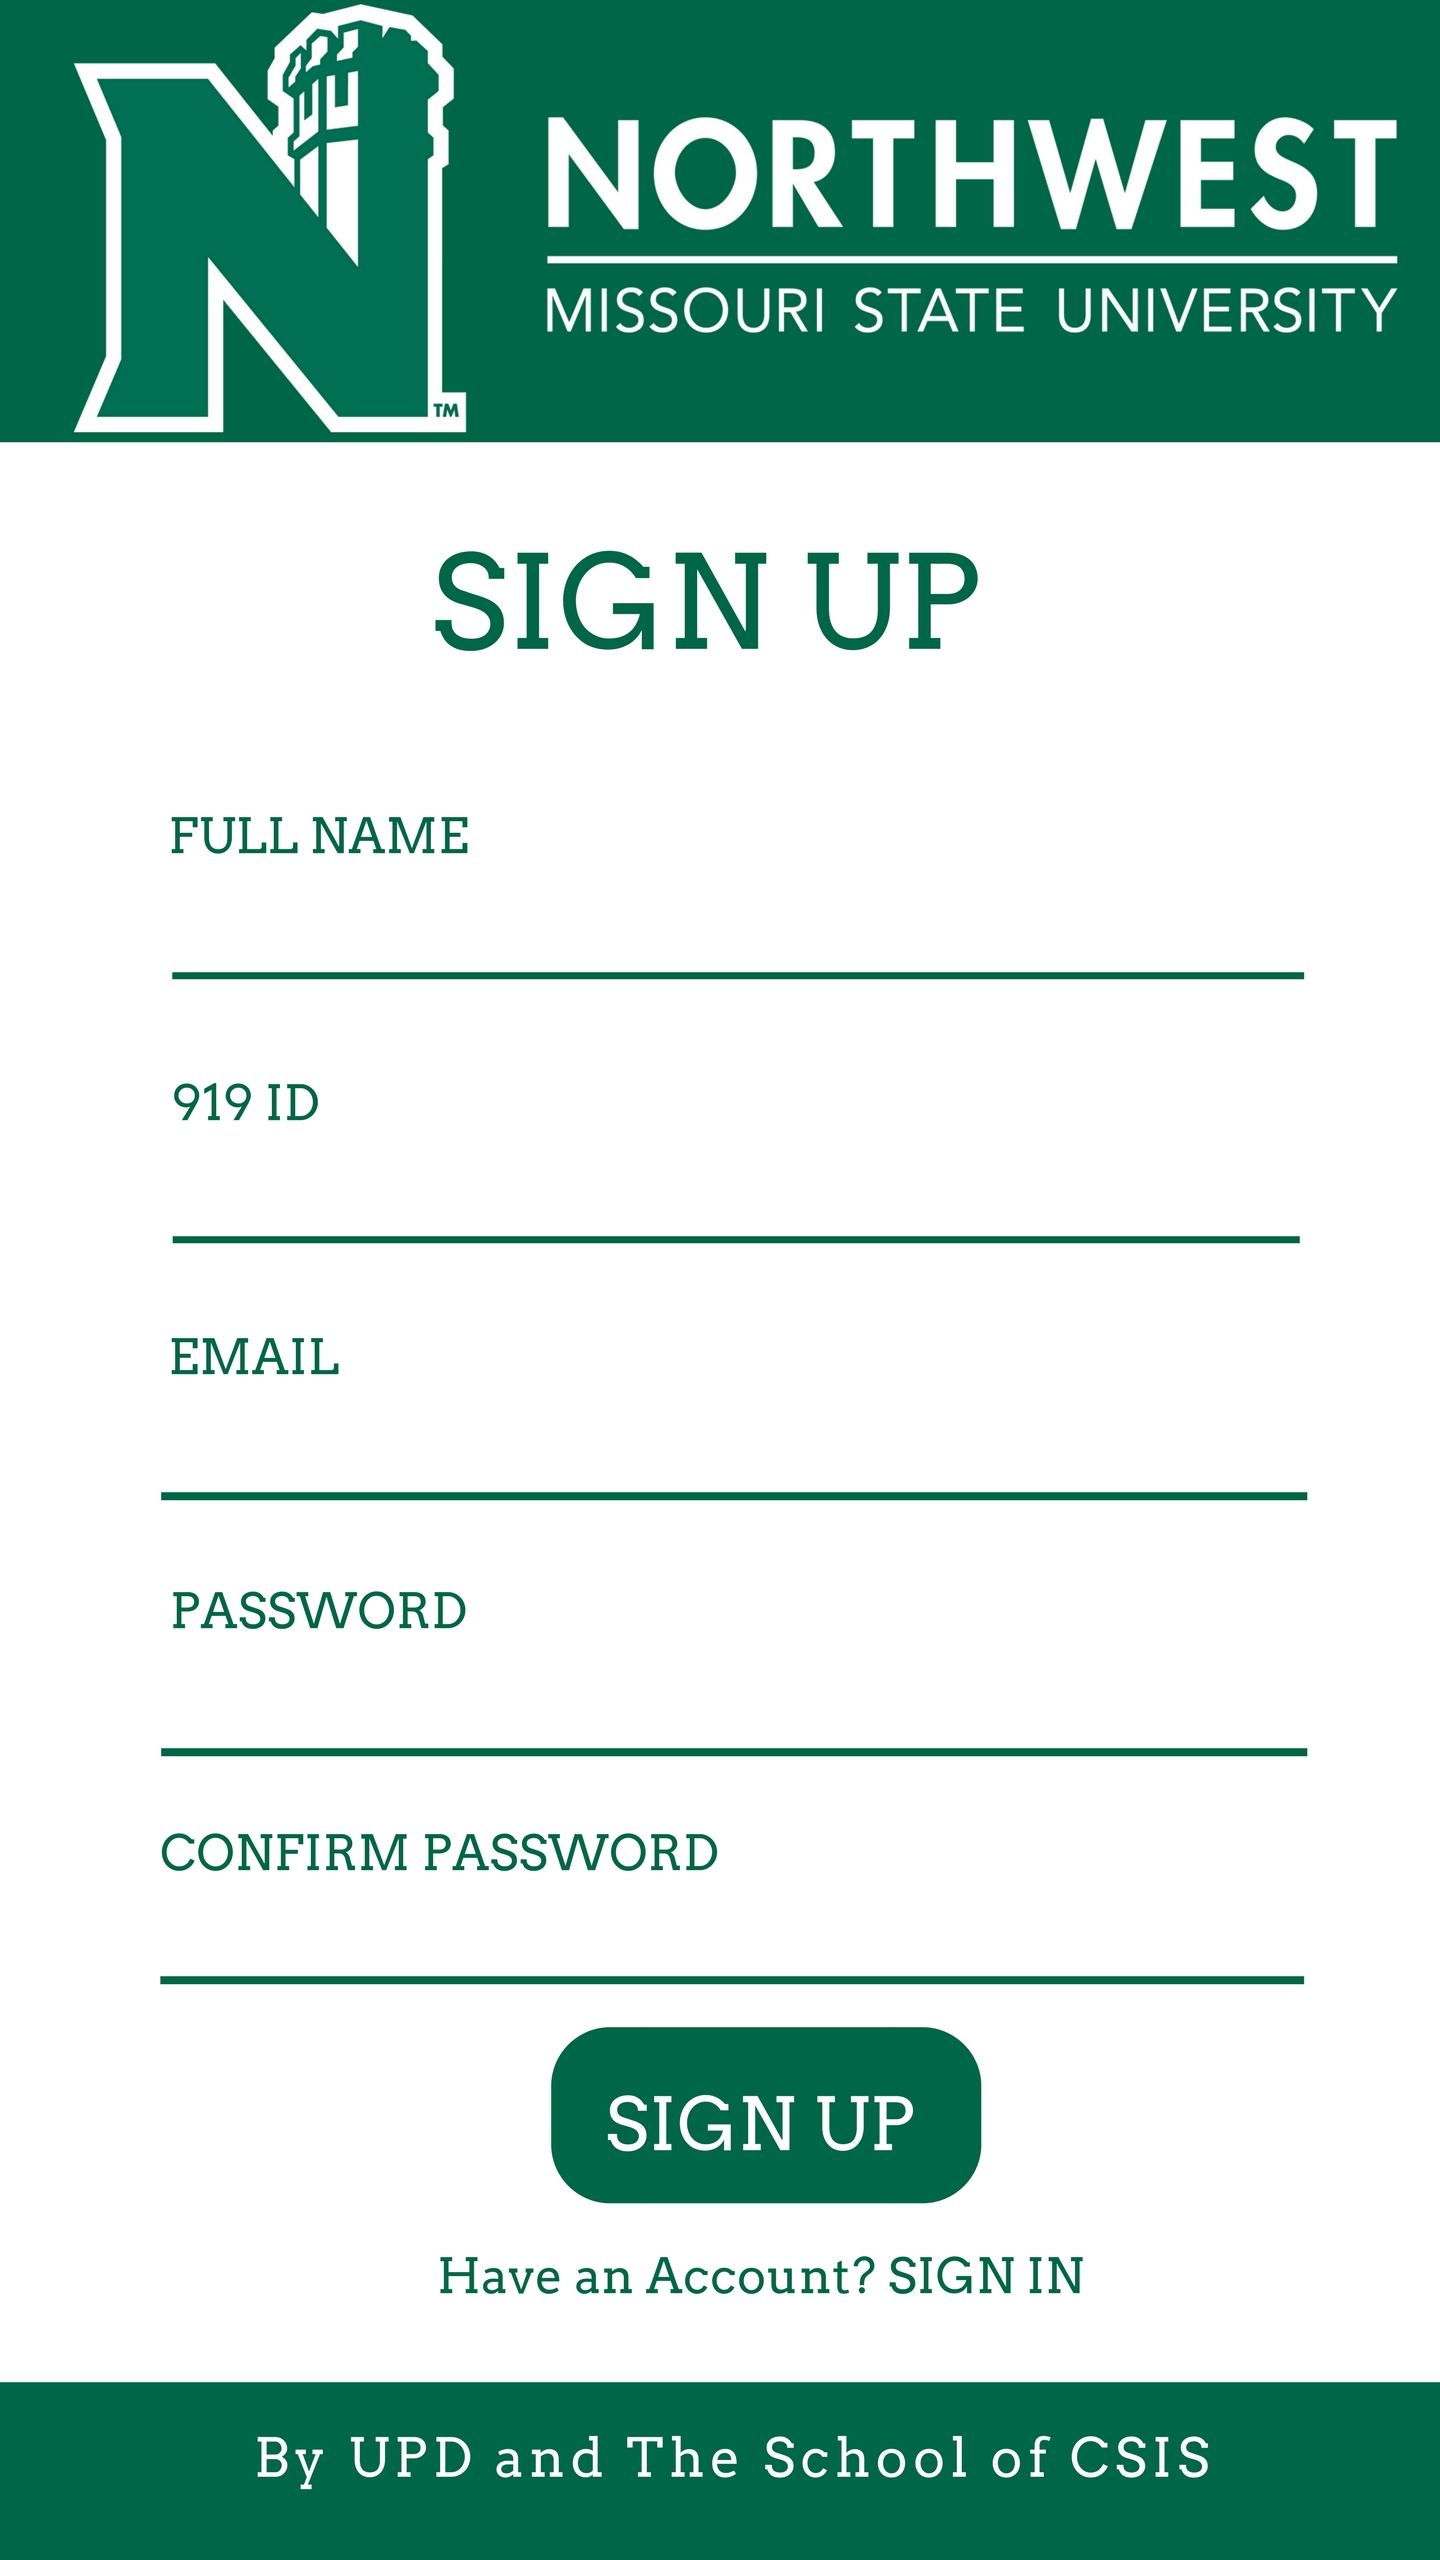 N
TM
NORTHWEST
MISSOURI STATE UNIVERSITY
SIGN UP
FULL NAME
919 ID
EMAIL
PASSWORD
CONFIRM PASSWORD
SIGN UP
Have an Account? SIGN IN
By UPD and The School of CSIS